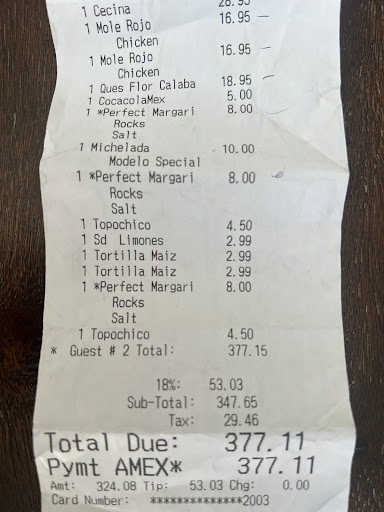 1 Cecina 28.95
1 Mole Rojo 16.95
Chicken
1 Mole Rojo 16.95
Chicken
1 Ques Flor Calaba 18.95
1 CocacolaMex 5.00
1 *Perfect Margari 8.00
Rocks
Salt
1 Michelada 10.00
Modelo Special
1 *Perfect Margari 8.00
Rocks
Salt
1 Topochico 4.50
1 Sd Limones 2.99
1 Tortilla Maiz 2.99
1 Tortilla Maiz 2.99
1 *Perfect Margari 8.00
Rocks
Salt
1 Topochico 4.50
* Guest # 2 Total: 377.15
18%: 53.03
Sub-Total: 347.65
Tax: 29.46
Total Due: 377.11
Pymt AMEX* 377.11
Amt: 324.08 Tip: 53.03 Chg: 0.00
Card Number: **************2003